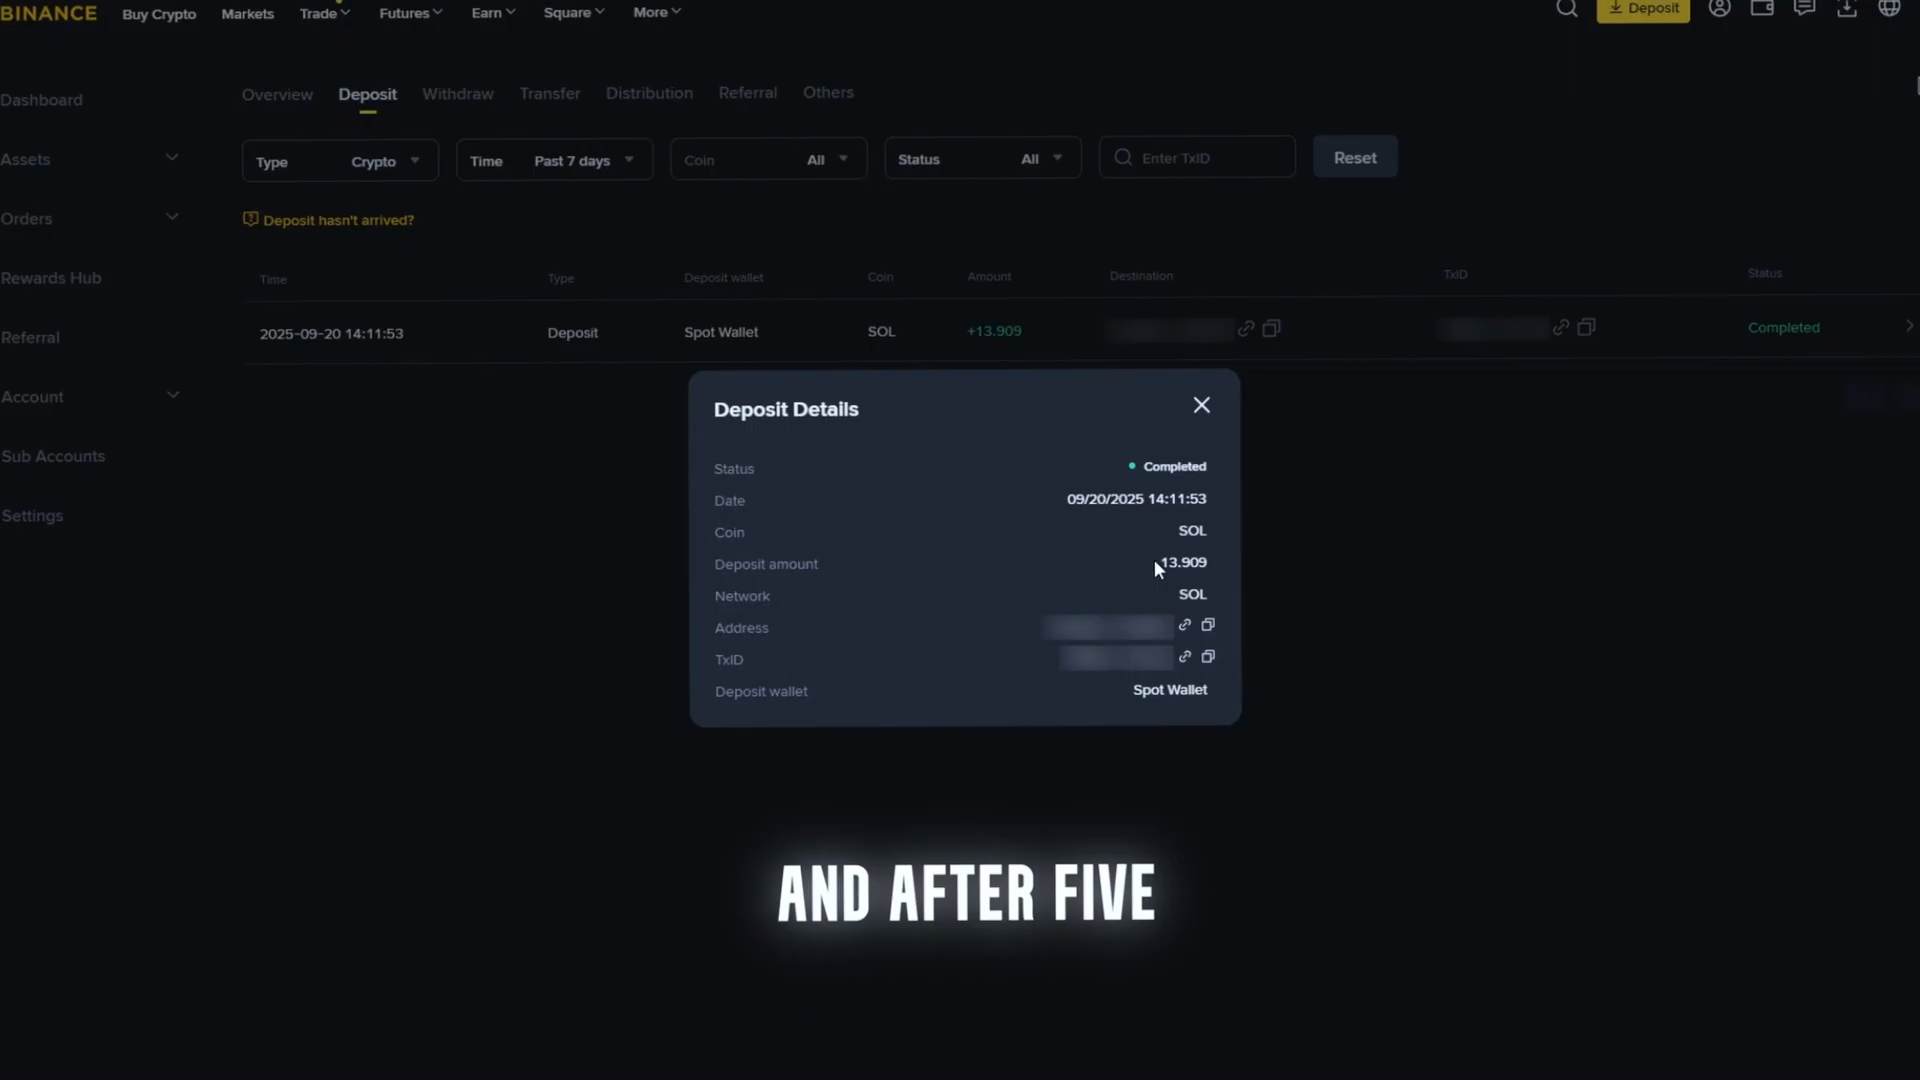 BINANCE Buy Crypto Markets Trade Futures Earn Square More Deposit
Dashboard
Assets
Orders
Rewards Hub
Referral
Account
Sub Accounts
Settings
Overview Deposit Withdraw Transfer Distribution Referral Others
Type Crypto Time Past 7 days Coin All Status All Enter TxID Reset
Deposit hasn't arrived?
Time Type Deposit wallet Coin Amount Destination TxID Status
2025-09-20 14:11:53 Deposit Spot Wallet SOL +13.909 Completed
Deposit Details
Status Completed
Date 09/20/2025 14:11:53
Coin SOL
Deposit amount 13.909
Network SOL
Address
TxID
Deposit wallet Spot Wallet
AND AFTER FIVE